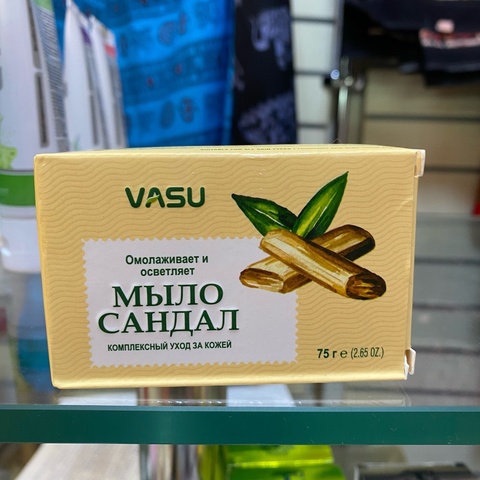 VASU
Омолаживает и
осветляет
МЫЛО
САНДАЛ
КОМПЛЕКСНЫЙ УХОД ЗА КОЖЕЙ
75 г e (2.65 OZ.)